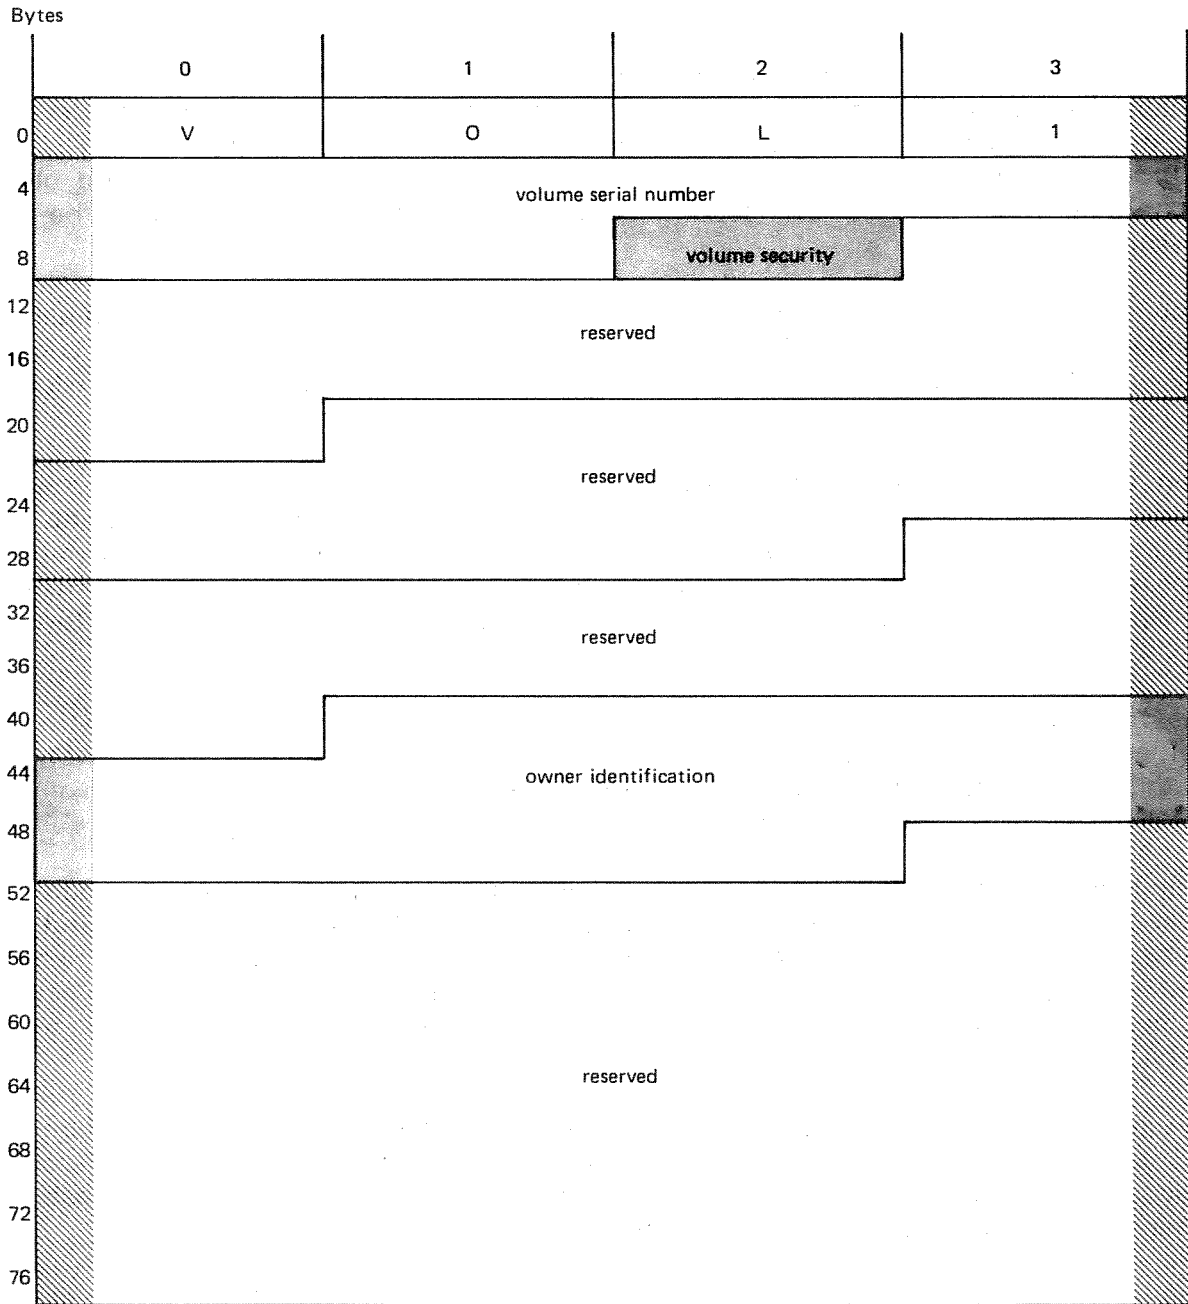 Bytes
0 1 2 3
0 V O L 1
4 volume serial number
8 volume security
12
reserved
16
20
reserved
24
28
32
reserved
36
40
44 owner identification
48
52
56
60
reserved
64
68
72
76